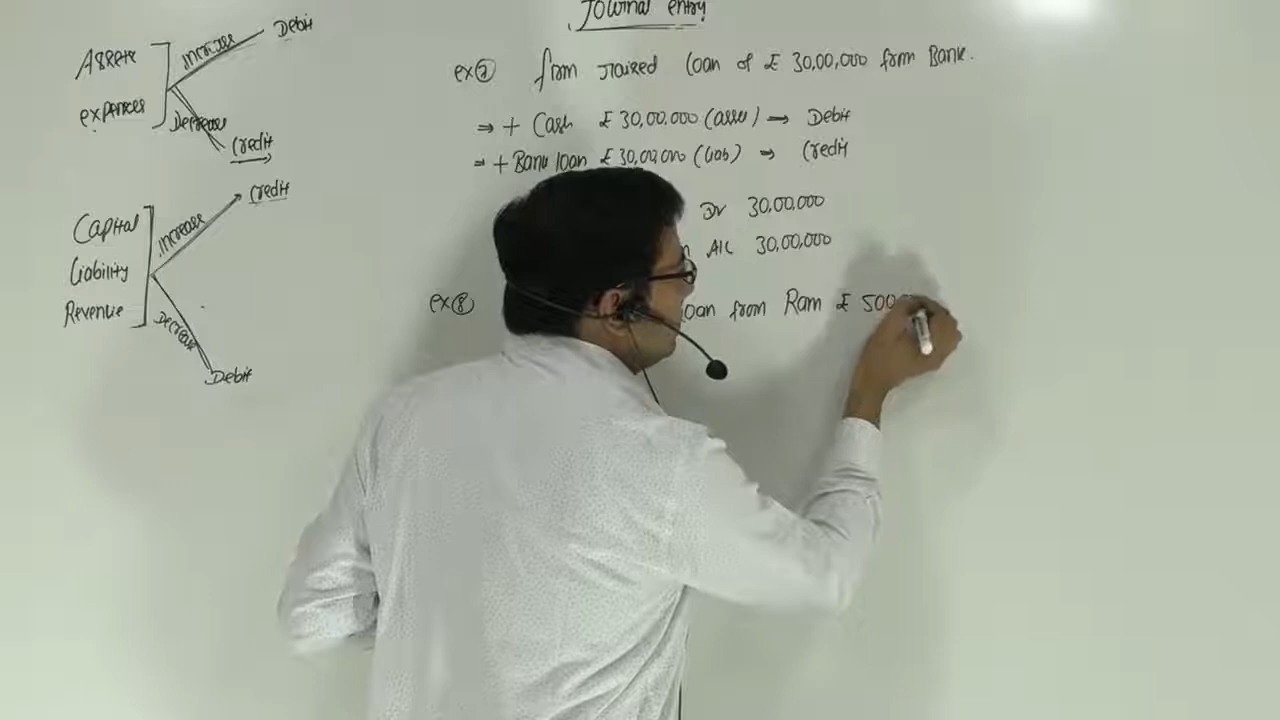 Journal entry
Assets
expenses
increase
Debit
Decrease
Credit
Capital
Liability
Revenue
increase
Credit
Decrease
Debit
ex⑦ firm raised loan of ₤ 30,00,000 from Bank.
⇒ + Cash ₤ 30,00,000 (asset) → Debit
⇒ + Bank loan ₤ 30,00,000 (liab) → Credit
Dr 30,00,000
A/c 30,00,000
ex⑧ loan from Ram ₤ 500